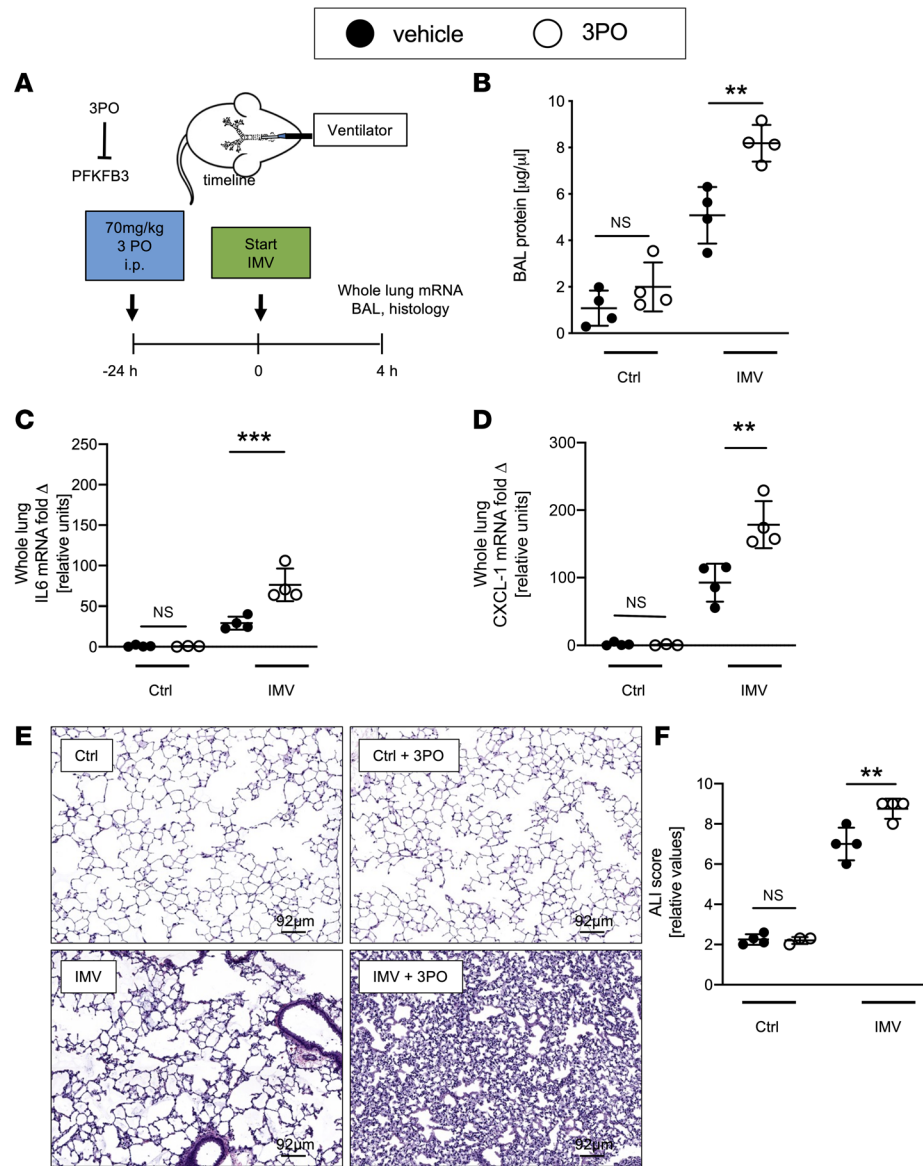 vehicle 3PO
A
3PO
PFKFB3
Ventilator
timeline
70mg/kg
3 PO
i.p.
Start
IMV
Whole lung mRNA
BAL, histology
-24 h 0 4 h
B
BAL protein [µg/µl]
10
8
6
4
2
0
NS
**
Ctrl IMV
C
Whole lung
IL6 mRNA fold Δ
[relative units]
250
200
150
100
50
0
NS
***
Ctrl IMV
D
Whole lung
CXCL-1 mRNA fold Δ
[relative units]
300
200
100
0
NS
**
Ctrl IMV
E
Ctrl
92µm
Ctrl + 3PO
92µm
IMV
92µm
IMV + 3PO
92µm
F
ALI score
[relative values]
10
8
6
4
2
0
NS
**
Ctrl IMV